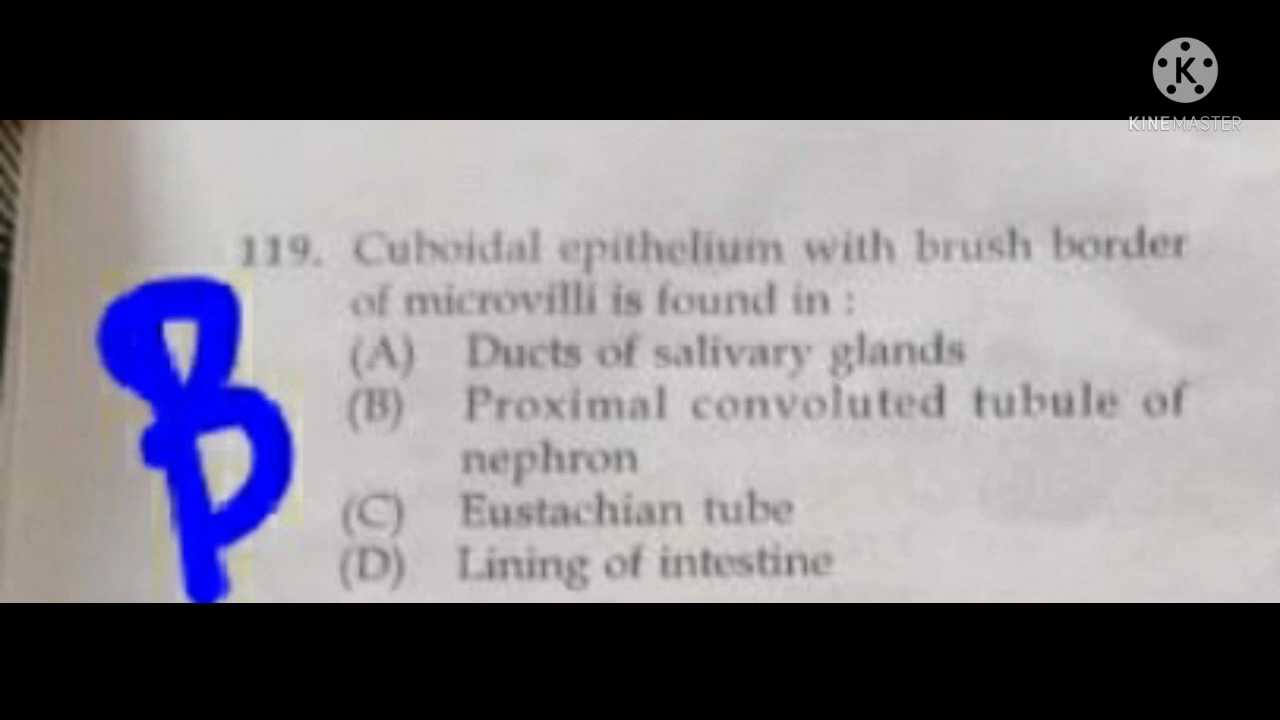 KINEMASTER
119. Cuboidal epithelium with brush border
of microvilli is found in :
(A) Ducts of salivary glands
(B) Proximal convoluted tubule of
nephron
(C) Eustachian tube
(D) Lining of intestine